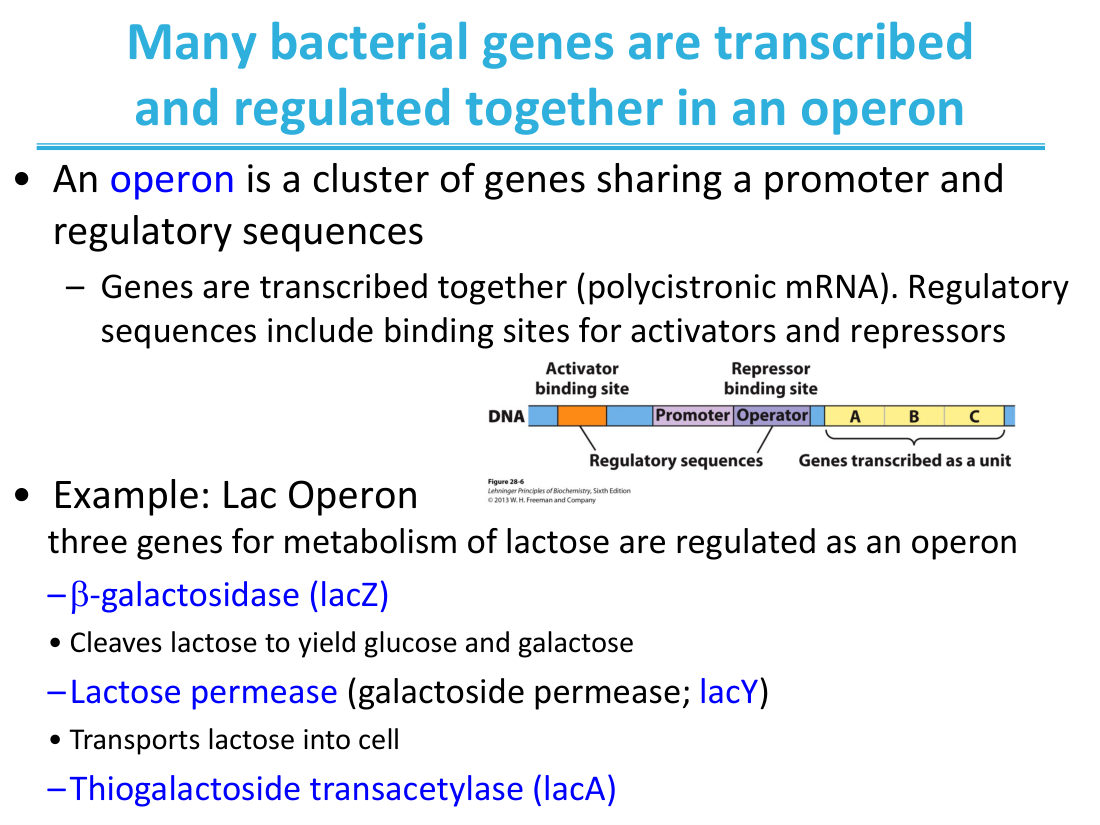 Many bacterial genes are transcribed
and regulated together in an operon
• An operon is a cluster of genes sharing a promoter and
regulatory sequences
– Genes are transcribed together (polycistronic mRNA). Regulatory
sequences include binding sites for activators and repressors
Activator
binding site
Repressor
binding site
DNA
Promoter
Operator
A
B
C
Regulatory sequences
Genes transcribed as a unit
Figure 28-6
Lehninger Principles of Biochemistry, Sixth Edition
© 2013 W. H. Freeman and Company
• Example: Lac Operon
three genes for metabolism of lactose are regulated as an operon
–β-galactosidase (lacZ)
• Cleaves lactose to yield glucose and galactose
–Lactose permease (galactoside permease; lacY)
• Transports lactose into cell
–Thiogalactoside transacetylase (lacA)